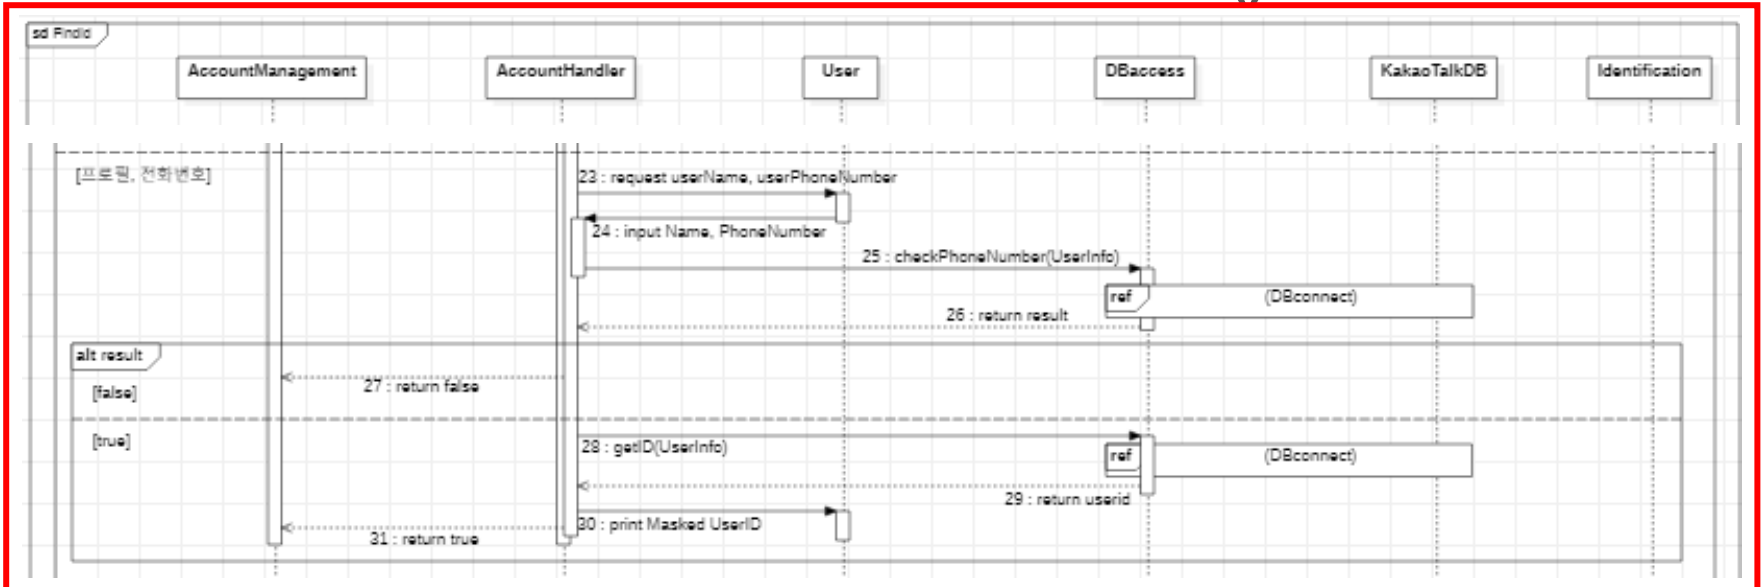 sd FindId
AccountManagement
AccountHandler
User
DBaccess
KakaoTalkDB
Identification
[프로필, 전화번호]
23 : request userName, userPhoneNumber
24 : input Name, PhoneNumber
25 : checkPhoneNumber(UserInfo)
ref
(DBconnect)
26 : return result
alt result
27 : return false
[false]
[true]
28 : getID(UserInfo)
ref
(DBconnect)
29 : return userid
30 : print Masked UserID
31 : return true